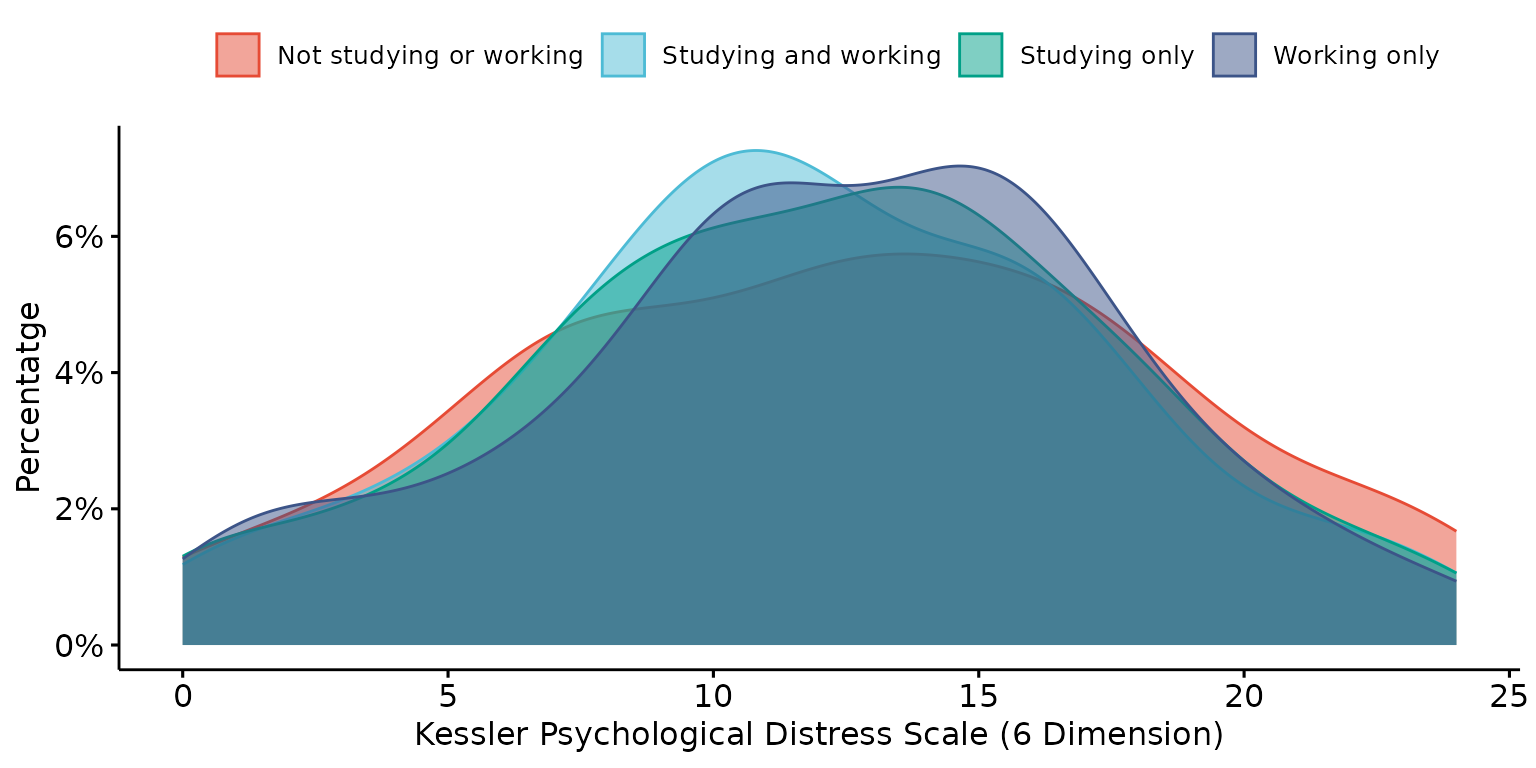 Not studying or working Studying and working Studying only Working only
Percentatge
6%
4%
2%
0%
0 5 10 15 20 25
Kessler Psychological Distress Scale (6 Dimension)